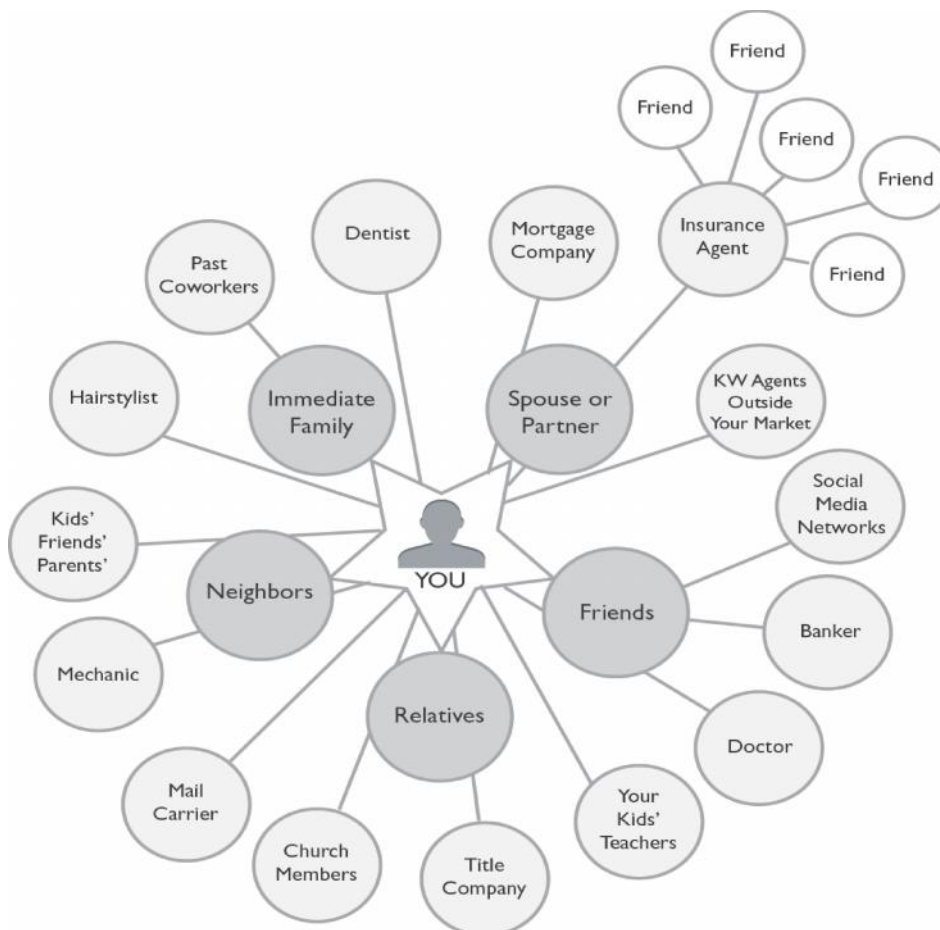 Friend
Friend
Friend
Friend
Friend
Insurance
Agent
Mortgage
Company
Dentist
Past
Coworkers
Hairstylist
Immediate
Family
Spouse or
Partner
KW Agents
Outside
Your Market
Social
Media
Networks
Kids'
Friends'
Parents'
YOU
Neighbors
Friends
Banker
Mechanic
Relatives
Doctor
Mail
Carrier
Church
Members
Title
Company
Your
Kids'
Teachers